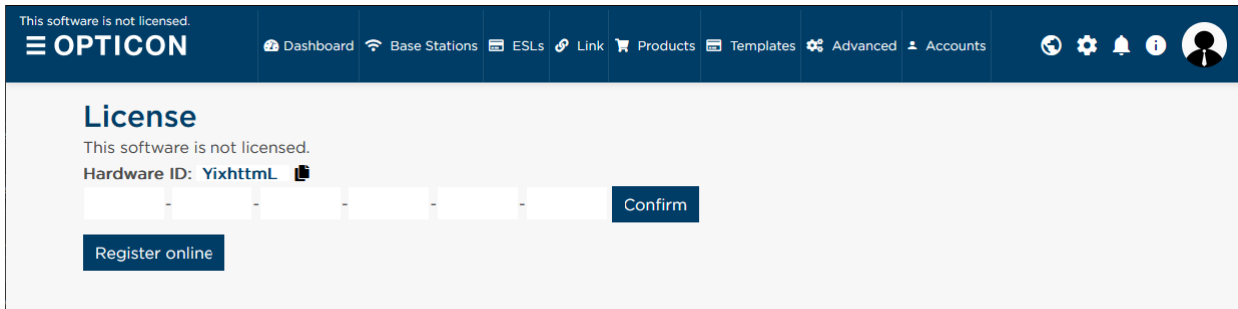 This software is not licensed.
OPTICON
Dashboard Base Stations ESLs Link Products Templates Advanced Accounts
License
This software is not licensed.
Hardware ID: YixhttmL
- - - - - Confirm
Register online